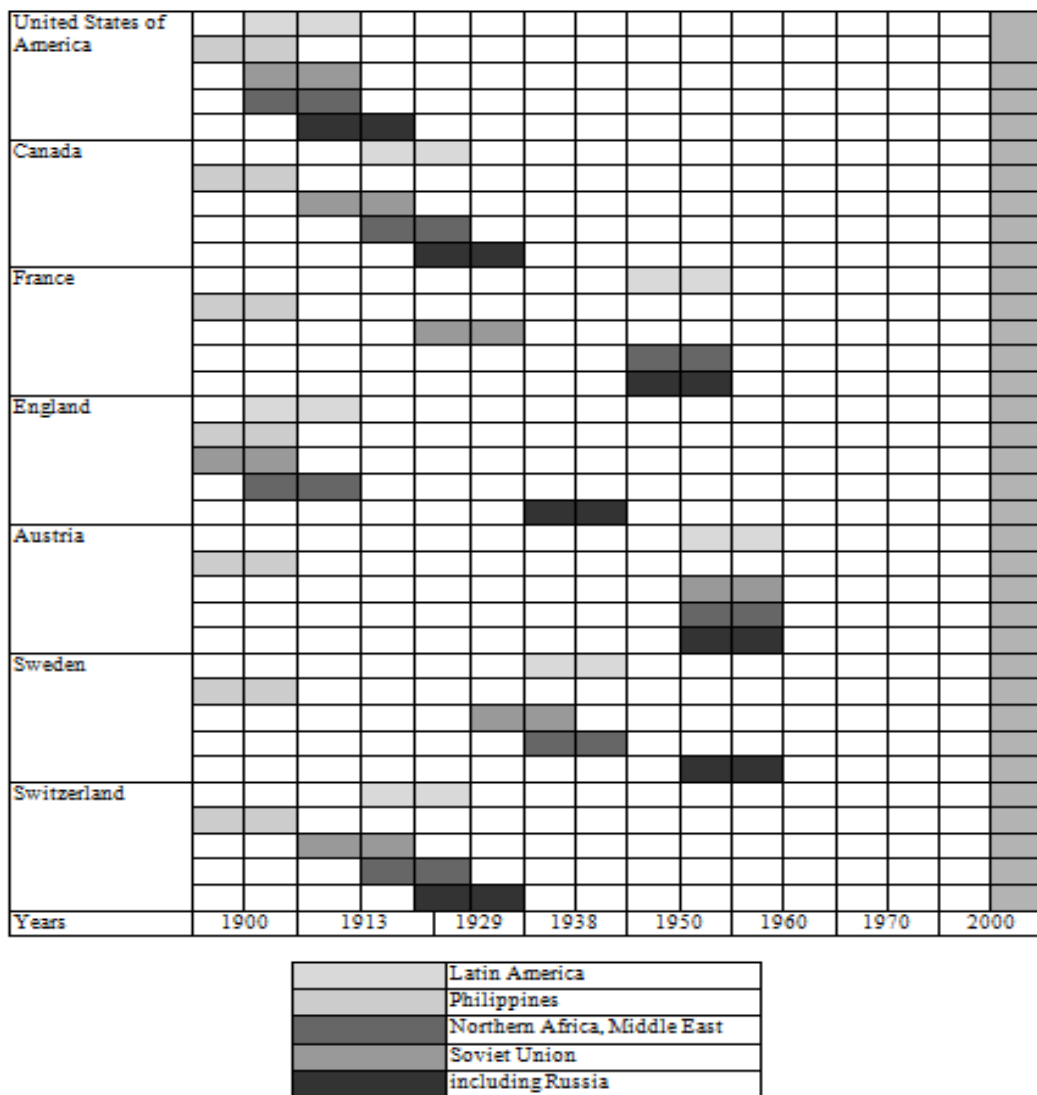 United States of
America
Canada
France
England
Austria
Sweden
Switzerland
Years 1900 1913 1929 1938 1950 1960 1970 2000
Latin America
Philippines
Northern Africa, Middle East
Soviet Union
including Russia